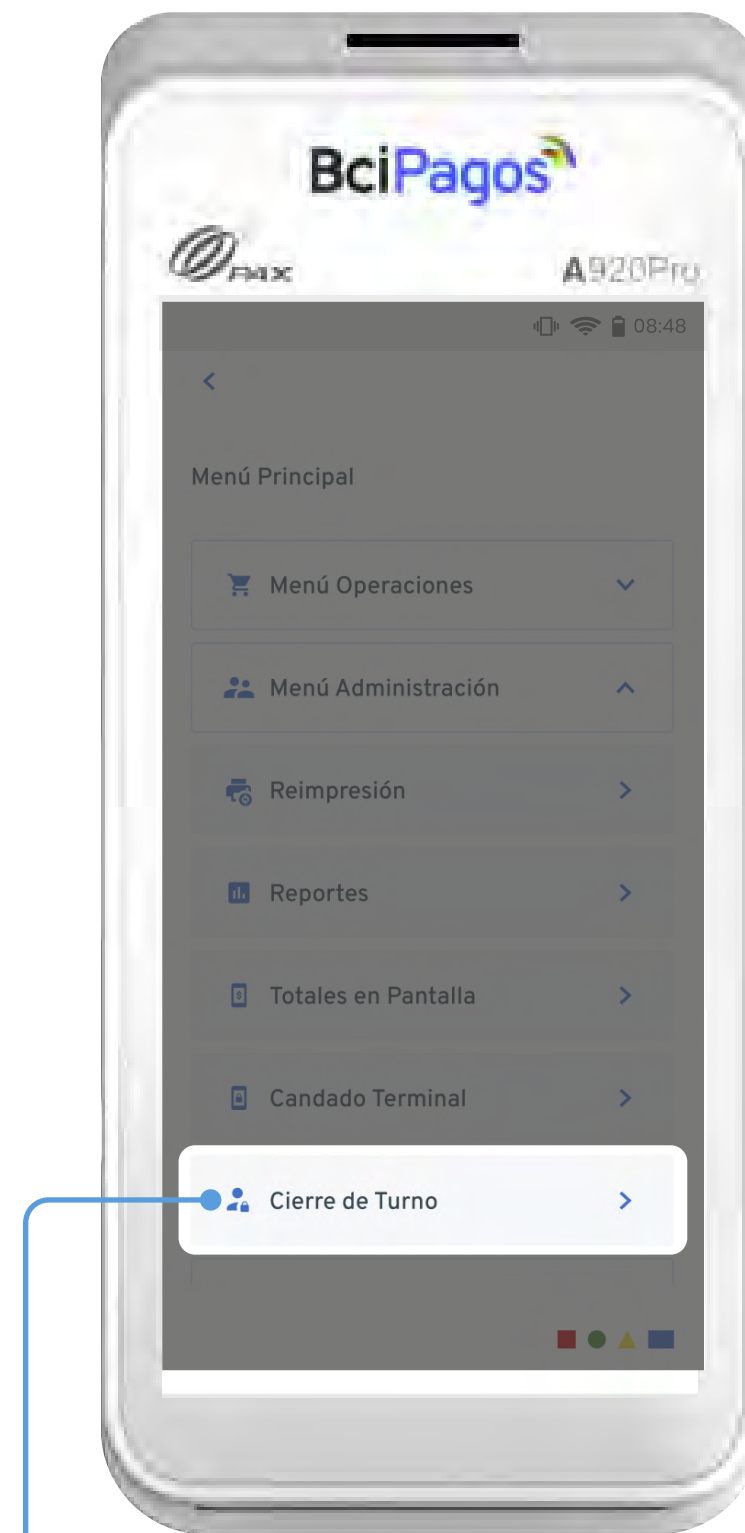 BciPagos
PAX
A920Pro
08:48
Menú Principal
Menú Operaciones
Menú Administración
Reimpresión
Reportes
Totales en Pantalla
Candado Terminal
Cierre de Turno